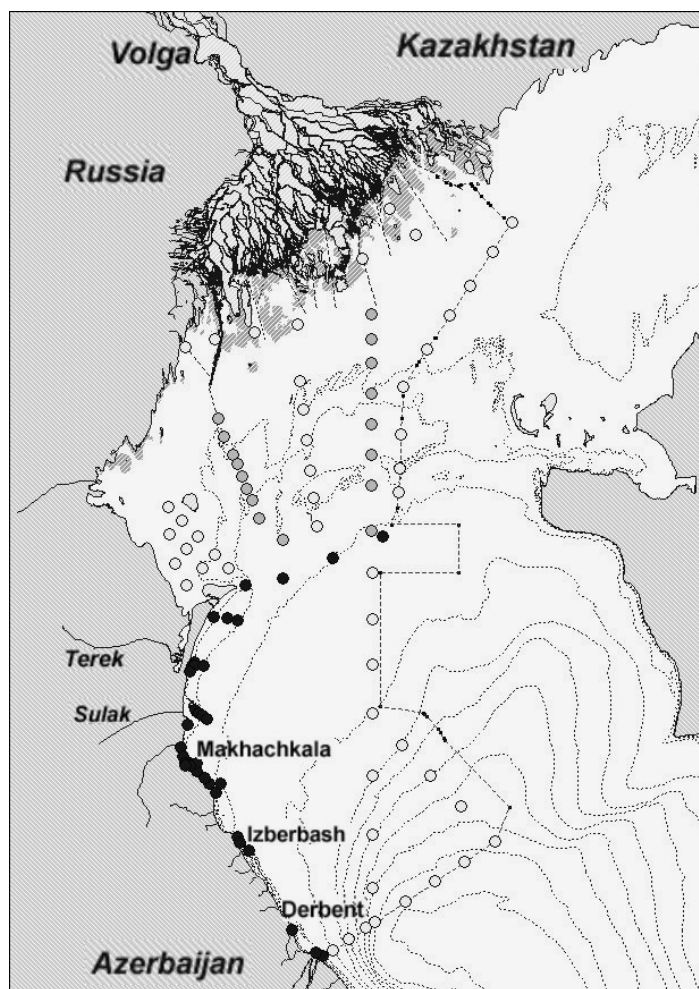 Volga
Kazakhstan
Russia
Terek
Sulak
Makhachkala
Izberbash
Derbent
Azerbaijan